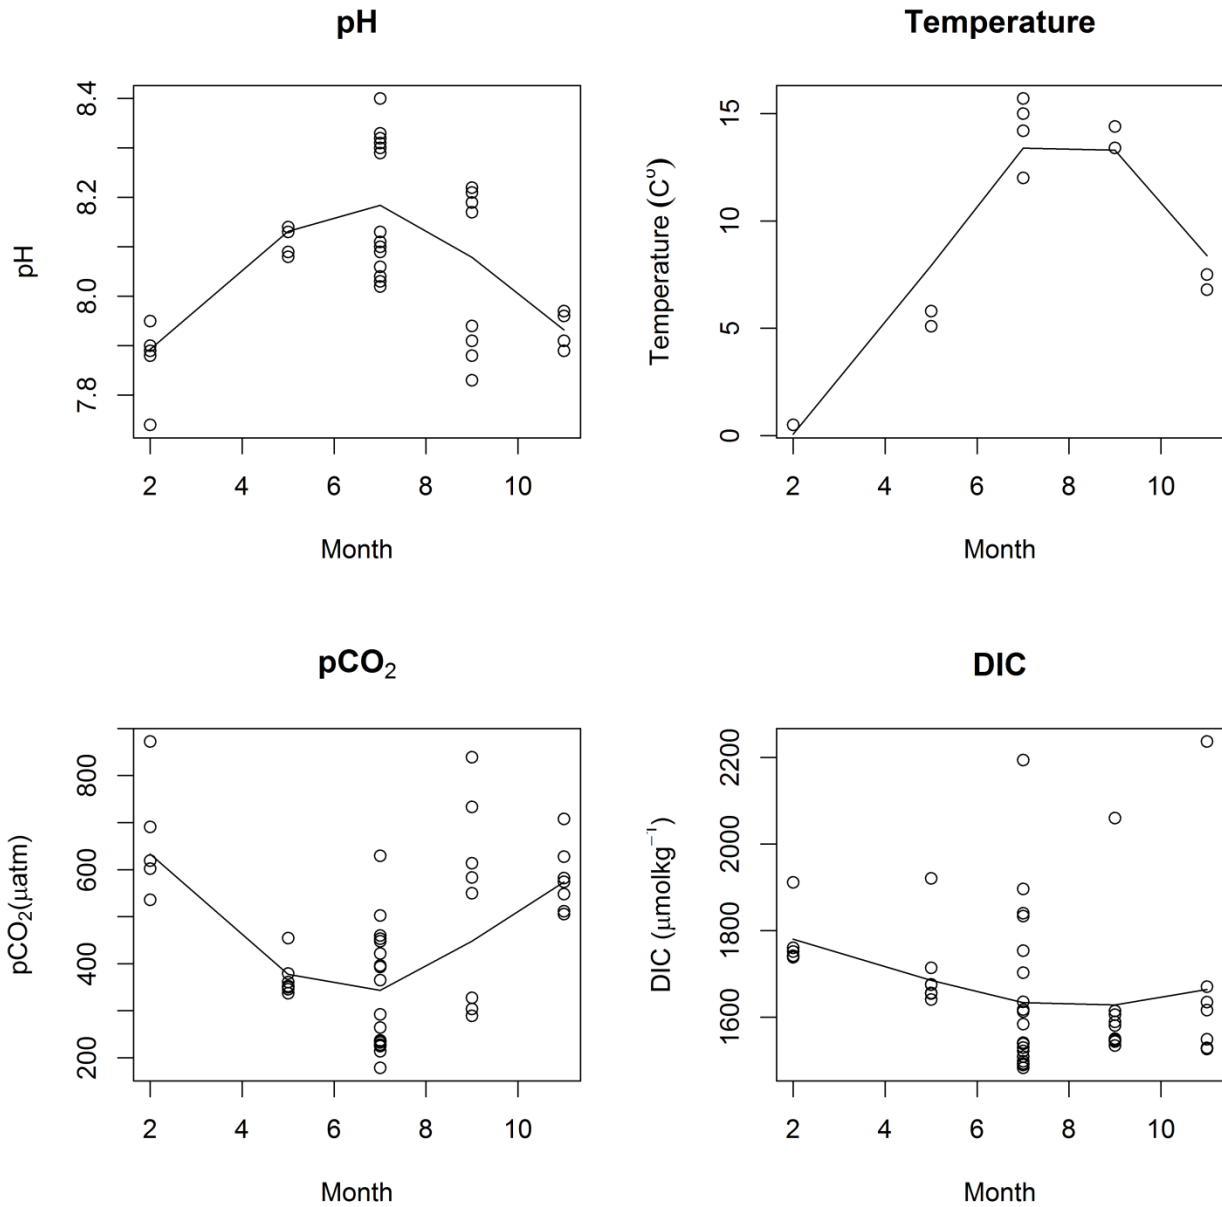 pH
Temperature
pH
7.8 8.0 8.2 8.4
2 4 6 8 10
Month
Temperature (C°)
0 5 10 15
2 4 6 8 10
Month
pCO₂
DIC
pCO₂(μatm)
200 400 600 800
2 4 6 8 10
Month
DIC (μmolkg⁻¹)
1600 1800 2000 2200
2 4 6 8 10
Month